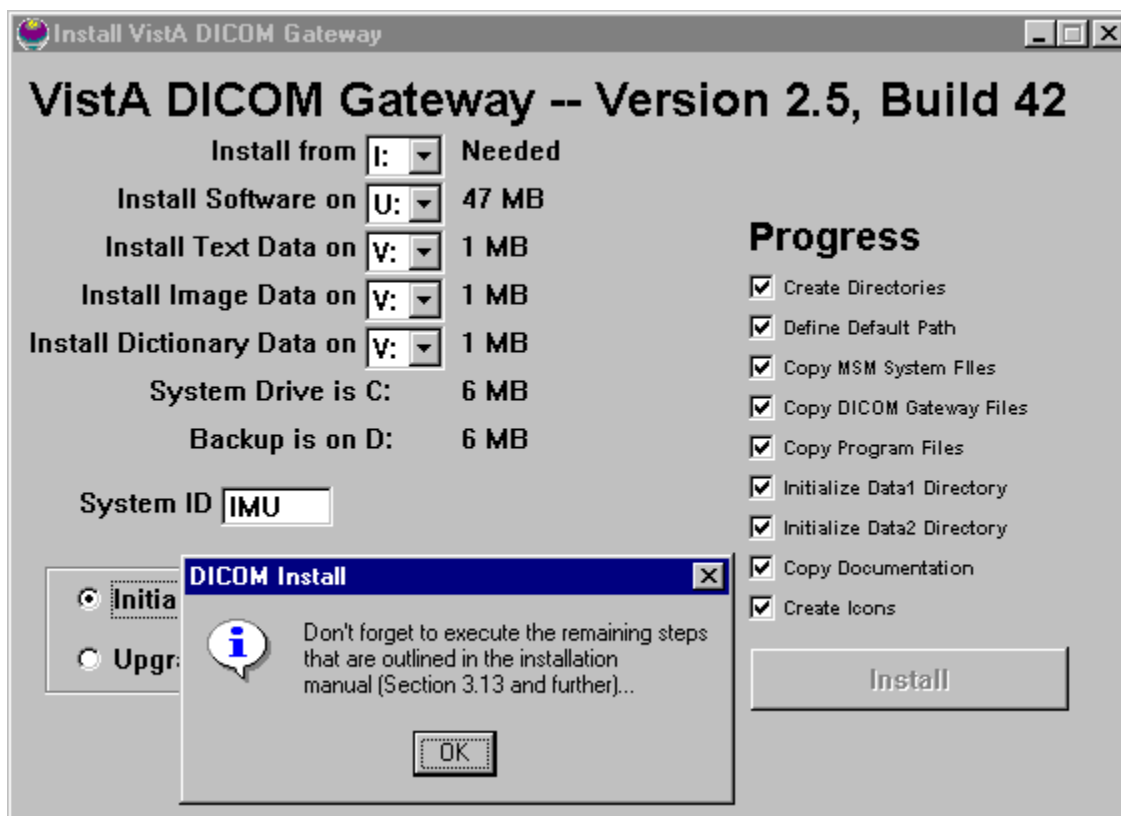 Install VistA DICOM Gateway
VistA DICOM Gateway -- Version 2.5, Build 42
Install from I: Needed
Install Software on U: 47 MB
Install Text Data on V: 1 MB
Install Image Data on V: 1 MB
Install Dictionary Data on V: 1 MB
System Drive is C: 6 MB
Backup is on D: 6 MB
System ID IMU
Progress
Create Directories
Define Default Path
Copy MSM System FIles
Copy DICOM Gateway Files
Copy Program Files
Initialize Data1 Directory
Initialize Data2 Directory
Copy Documentation
Create Icons
Install
Initia
Upgr
DICOM Install
Don't forget to execute the remaining steps
that are outlined in the installation
manual (Section 3.13 and further)...
OK